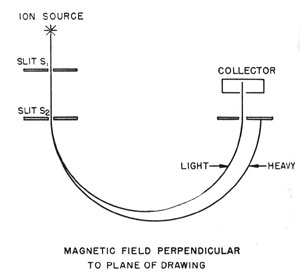 ION SOURCE
SLIT S1
COLLECTOR
SLIT S2
LIGHT
HEAVY
MAGNETIC FIELD PERPENDICULAR
TO PLANE OF DRAWING